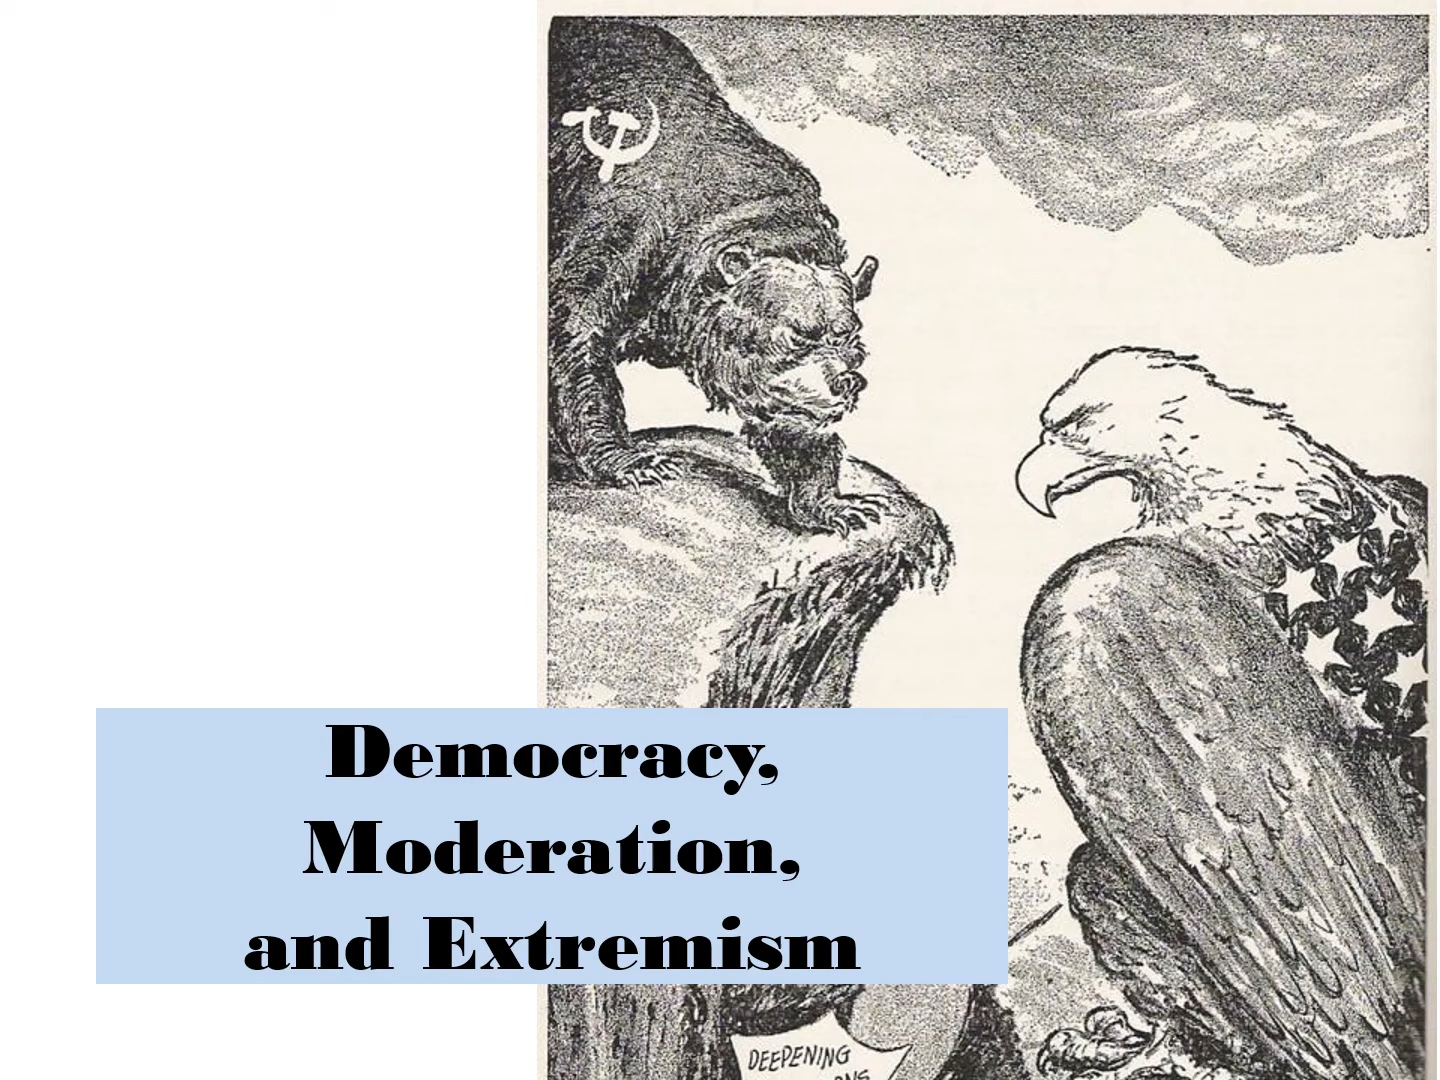 Democracy,
Moderation,
and Extremism
DEEPENING